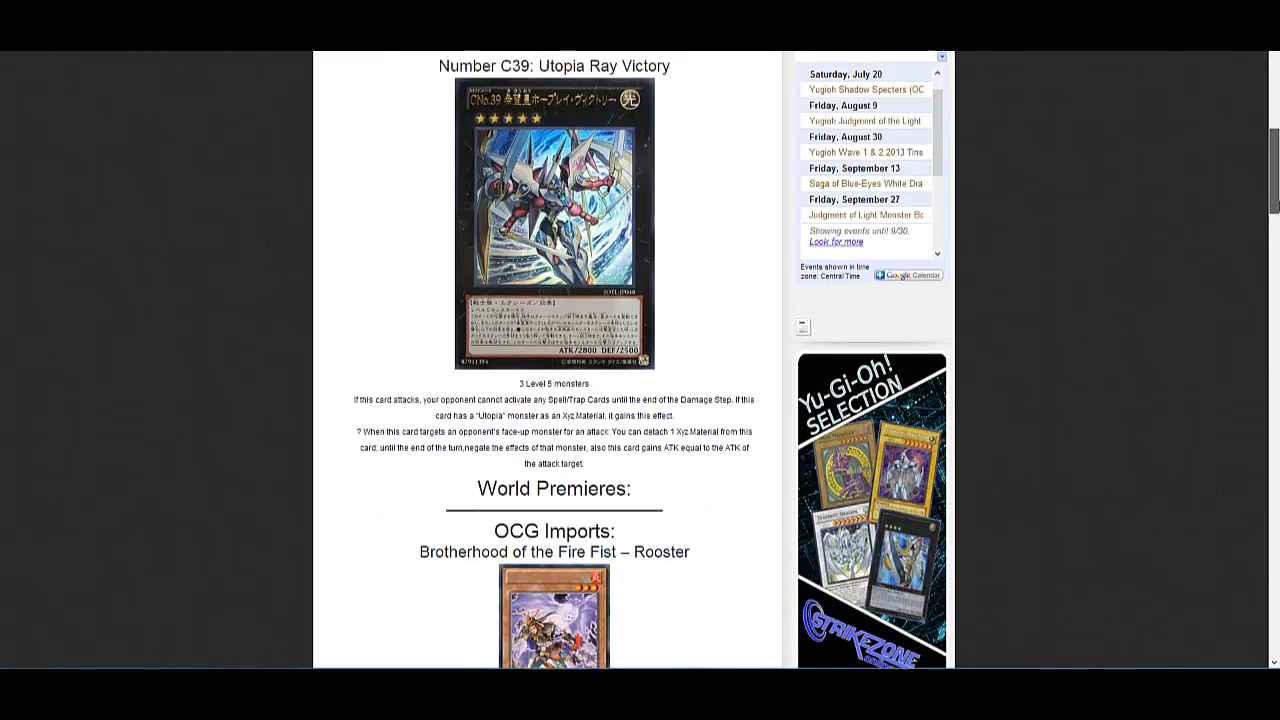 Number C39: Utopia Ray Victory
CNo.39 希望皇ホープレイ・ヴィクトリー
光
JOTL-JP048
ATK/2800 DEF/2500
3 Level 5 monsters
If this card attacks, your opponent cannot activate any Spell/Trap Cards until the end of the Damage Step. If this
card has a "Utopia" monster as an Xyz Material, it gains this effect.
? When this card targets an opponent's face-up monster for an attack: You can detach 1 Xyz Material from this
card; until the end of the turn,negate the effects of that monster, also this card gains ATK equal to the ATK of
the attack target.
World Premieres:
OCG Imports:
Brotherhood of the Fire Fist – Rooster
Saturday, July 20
Yugioh Shadow Specters (OC
Friday, August 9
Yugioh Judgment of the Light
Friday, August 30
Yugioh Wave 1 & 2 2013 Tins
Friday, September 13
Saga of Blue-Eyes White Dra
Friday, September 27
Judgment of Light Monster Bo
Showing events until 9/30.
Look for more
Events shown in time
zone: Central Time
Google Calendar
Yu-Gi-Oh!
SELECTION
STARDUST DRAGON
STRIKEZONE